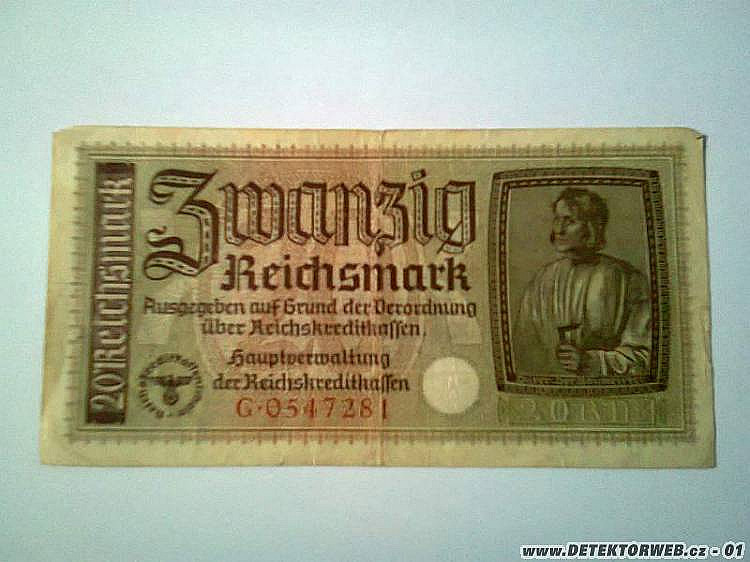 20 Reichsmark
Zwanzig
Reichsmark
Ausgegeben auf Grund der Verordnung
über Reichskreditkassen.
Hauptverwaltung
der Reichskreditkassen
G·0547281
20RM
www.DETEKTORWEB.cz - 01